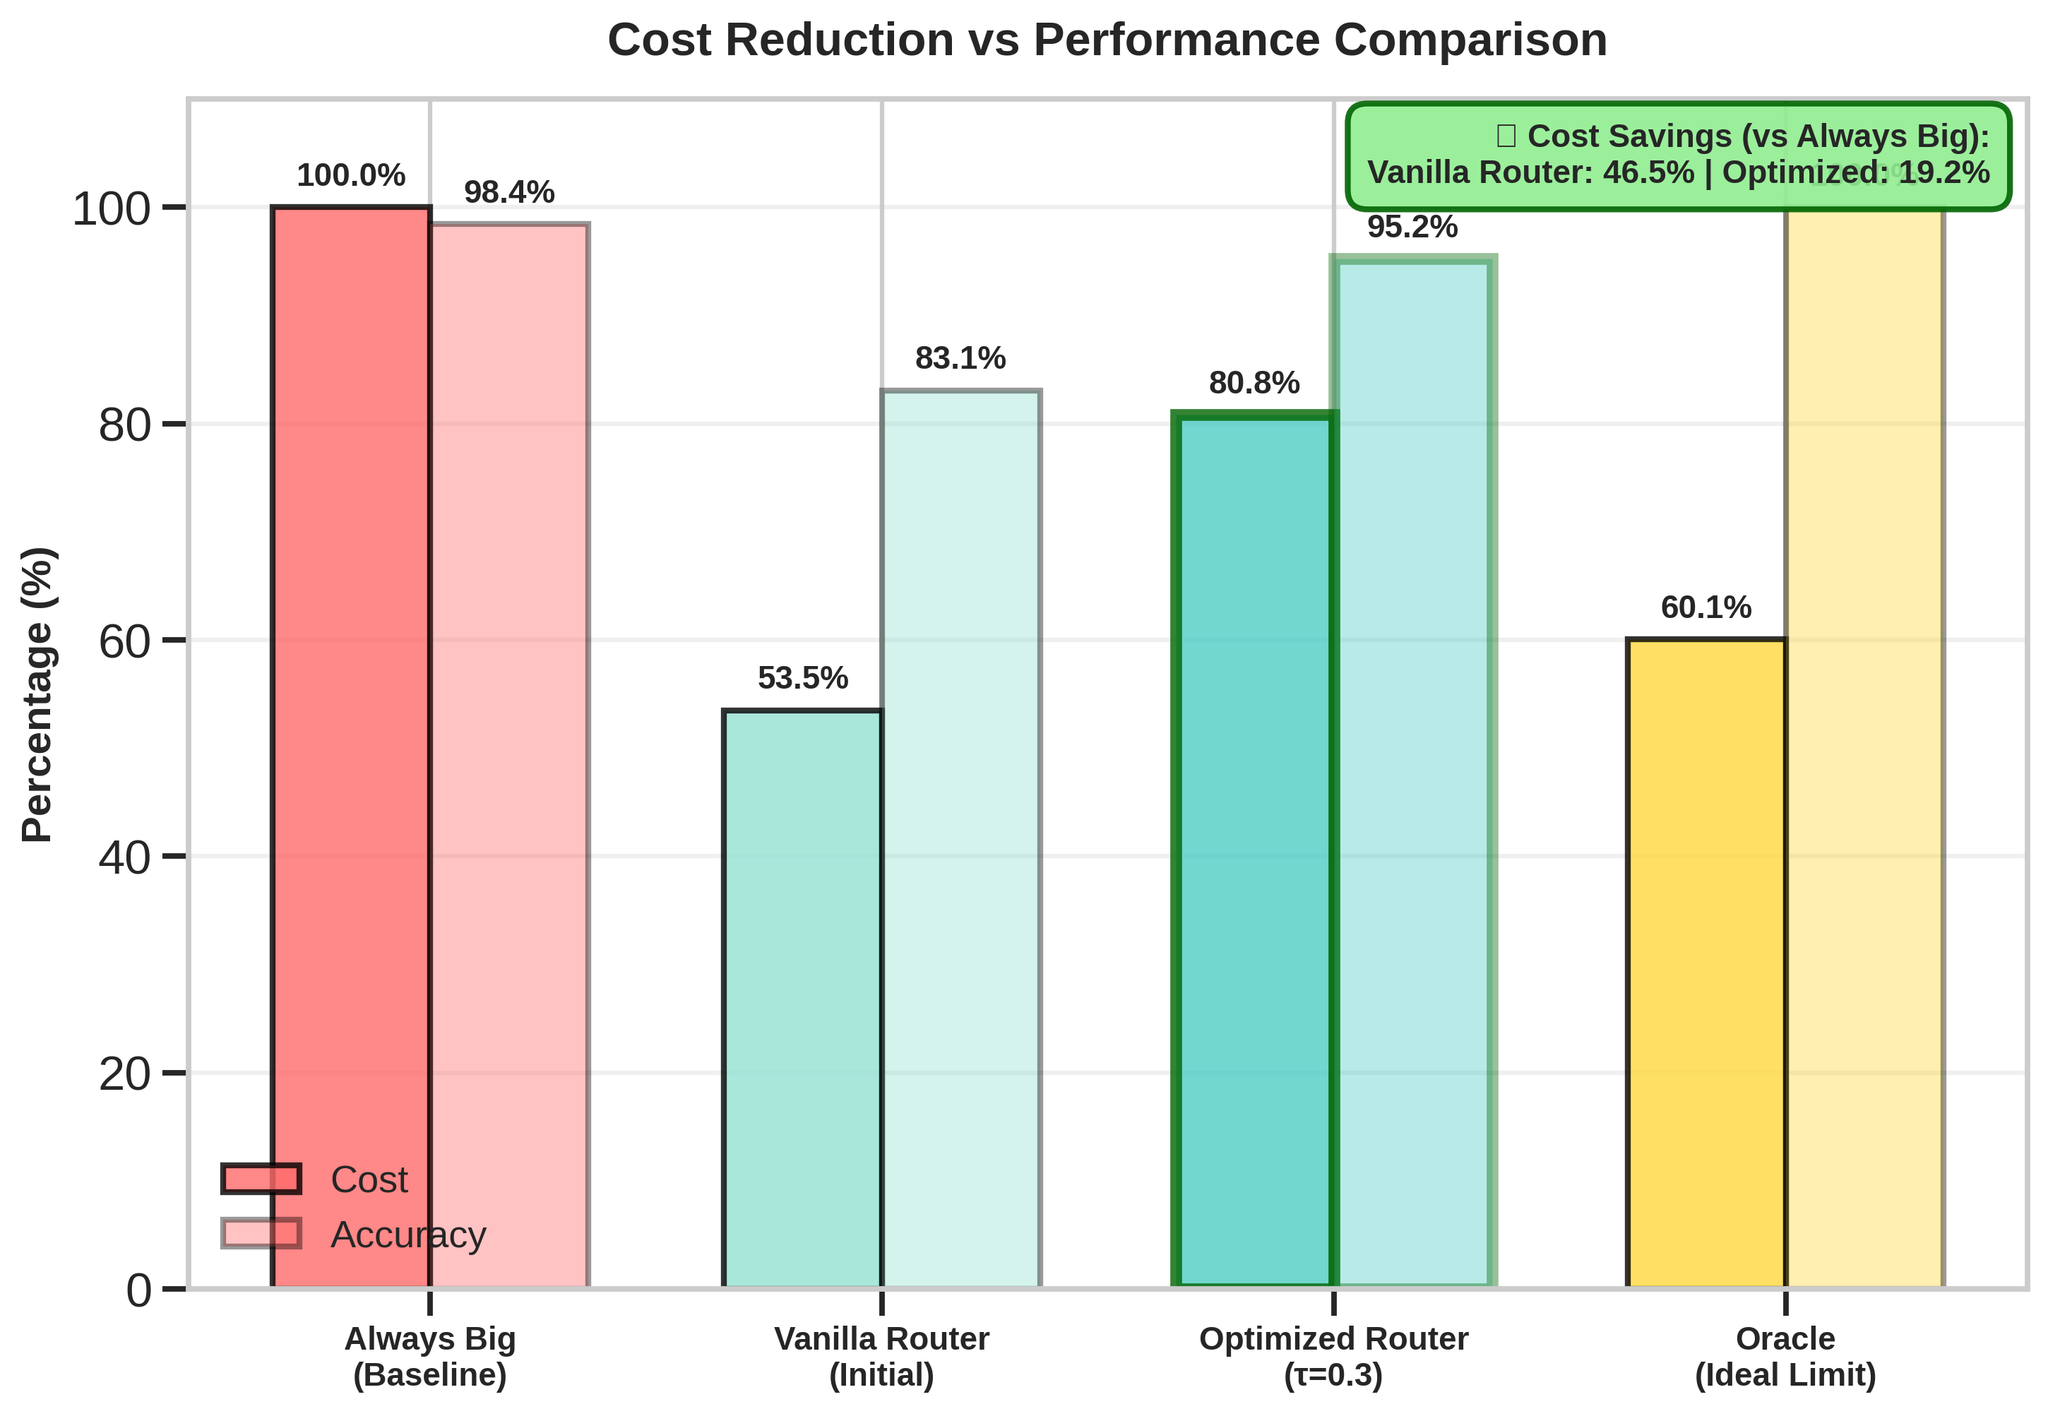 Cost Reduction vs Performance Comparison
Cost Savings (vs Always Big):
Vanilla Router: 46.5% | Optimized: 19.2%
Percentage (%)
100
80
60
40
20
0
100.0%
98.4%
53.5%
83.1%
80.8%
95.2%
60.1%
Cost
Accuracy
Always Big
(Baseline)
Vanilla Router
(Initial)
Optimized Router
(τ=0.3)
Oracle
(Ideal Limit)